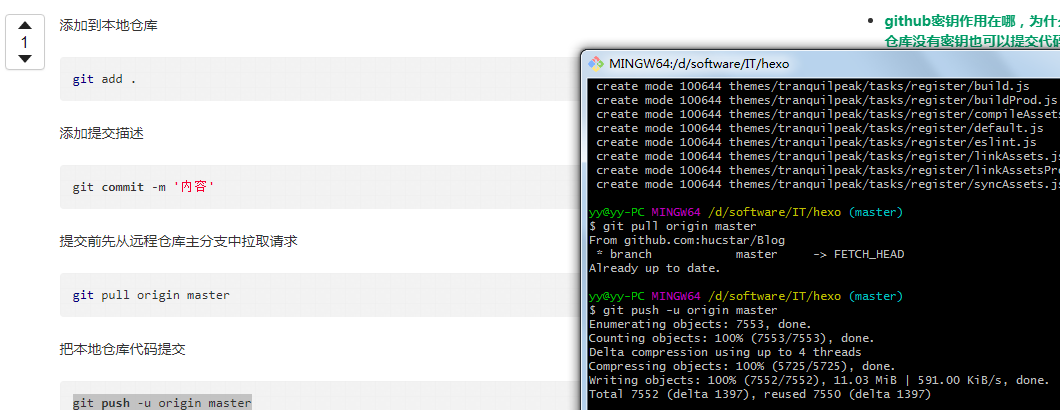 1
添加到本地仓库
git add .
添加提交描述
git commit -m '内容'
提交前先从远程仓库主分支中拉取请求
git pull origin master
把本地仓库代码提交
git push -u origin master
github密钥作用在哪，为什
仓库没有密钥也可以提交代码
MINGW64:/d/software/IT/hexo
create mode 100644 themes/tranquilpeak/tasks/register/build.js
create mode 100644 themes/tranquilpeak/tasks/register/buildProd.js
create mode 100644 themes/tranquilpeak/tasks/register/compileAssets
create mode 100644 themes/tranquilpeak/tasks/register/default.js
create mode 100644 themes/tranquilpeak/tasks/register/eslint.js
create mode 100644 themes/tranquilpeak/tasks/register/linkAssets.js
create mode 100644 themes/tranquilpeak/tasks/register/linkAssetsPro
create mode 100644 themes/tranquilpeak/tasks/register/syncAssets.js
yy@yy-PC MINGW64 /d/software/IT/hexo (master)
$ git pull origin master
From github.com:hucstar/Blog
* branch master -> FETCH_HEAD
Already up to date.
yy@yy-PC MINGW64 /d/software/IT/hexo (master)
$ git push -u origin master
Enumerating objects: 7553, done.
Counting objects: 100% (7553/7553), done.
Delta compression using up to 4 threads
Compressing objects: 100% (5725/5725), done.
Writing objects: 100% (7552/7552), 11.03 MiB | 591.00 KiB/s, done.
Total 7552 (delta 1397), reused 7550 (delta 1397)